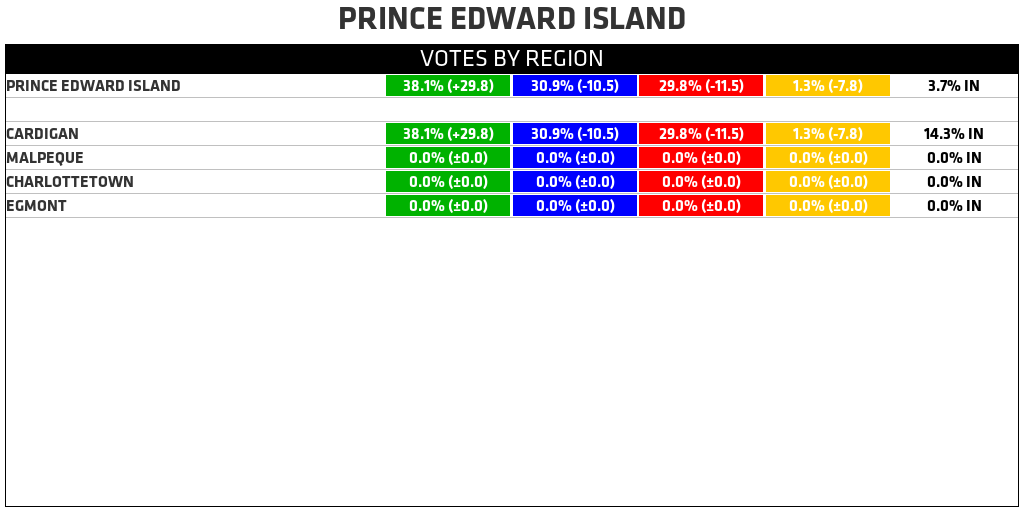 PRINCE EDWARD ISLAND
VOTES BY REGION
PRINCE EDWARD ISLAND 38.1% (+29.8) 30.9% (-10.5) 29.8% (-11.5) 1.3% (-7.8) 3.7% IN
CARDIGAN 38.1% (+29.8) 30.9% (-10.5) 29.8% (-11.5) 1.3% (-7.8) 14.3% IN
MALPEQUE 0.0% (±0.0) 0.0% (±0.0) 0.0% (±0.0) 0.0% (±0.0) 0.0% IN
CHARLOTTETOWN 0.0% (±0.0) 0.0% (±0.0) 0.0% (±0.0) 0.0% (±0.0) 0.0% IN
EGMONT 0.0% (±0.0) 0.0% (±0.0) 0.0% (±0.0) 0.0% (±0.0) 0.0% IN